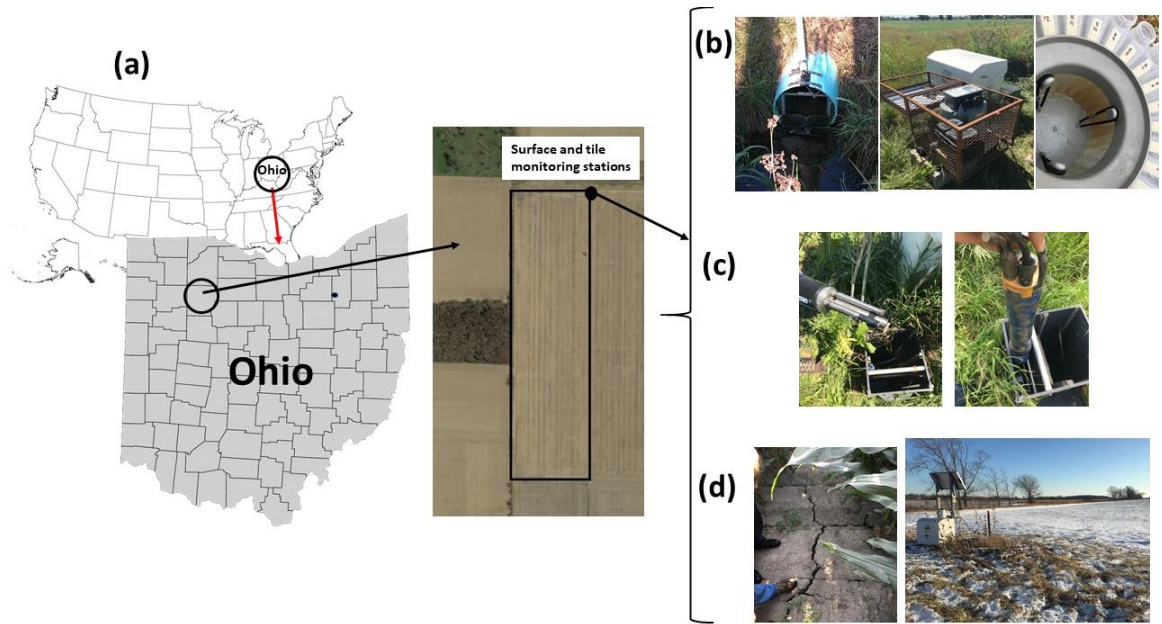 (a)
Ohio
Ohio
Surface and tile
monitoring stations
(b)
(c)
(d)